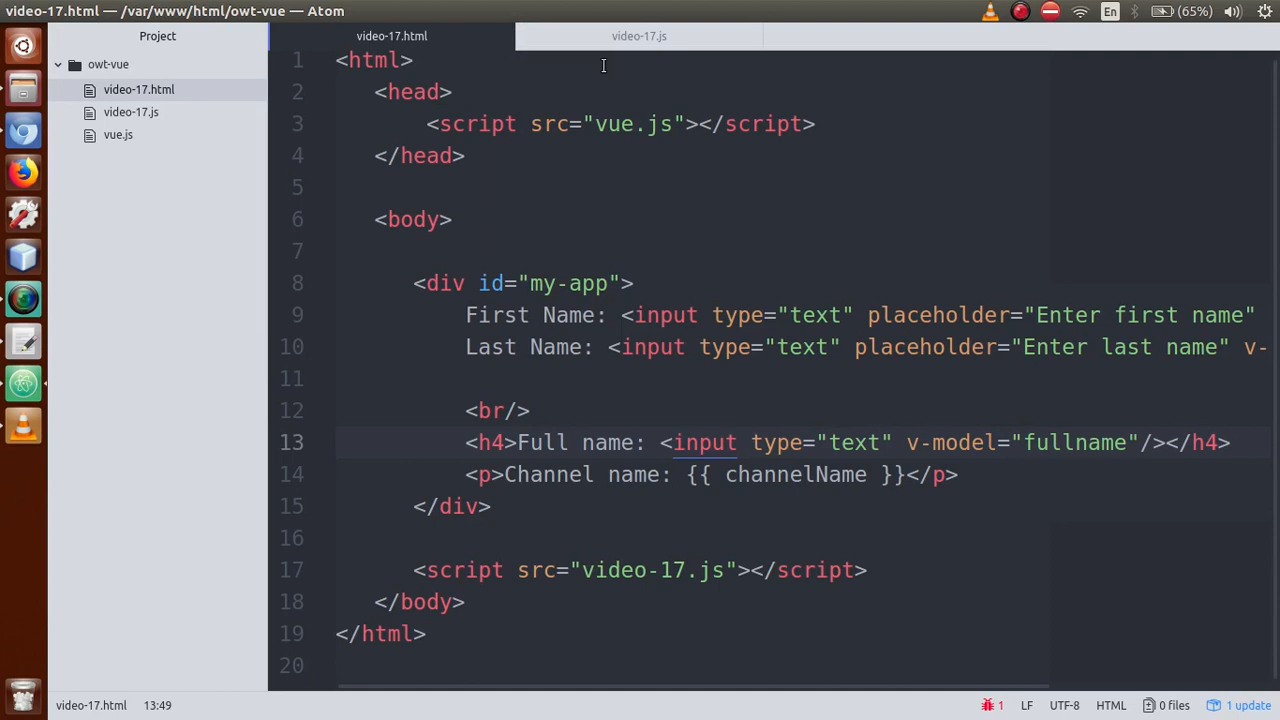 video-17.html — /var/www/html/owt-vue — Atom
En
(65%)
Project
video-17.html
video-17.js
owt-vue
video-17.html
video-17.js
vue.js
1 <html>
2 <head>
3 <script src="vue.js"></script>
4 </head>
5
6 <body>
7
8 <div id="my-app">
9 First Name: <input type="text" placeholder="Enter first name"
10 Last Name: <input type="text" placeholder="Enter last name" v-
11
12 <br/>
13 <h4>Full name: <input type="text" v-model="fullname"/></h4>
14 <p>Channel name: {{ channelName }}</p>
15 </div>
16
17 <script src="video-17.js"></script>
18 </body>
19 </html>
20
video-17.html 13:49
1 LF UTF-8 HTML 0 files 1 update